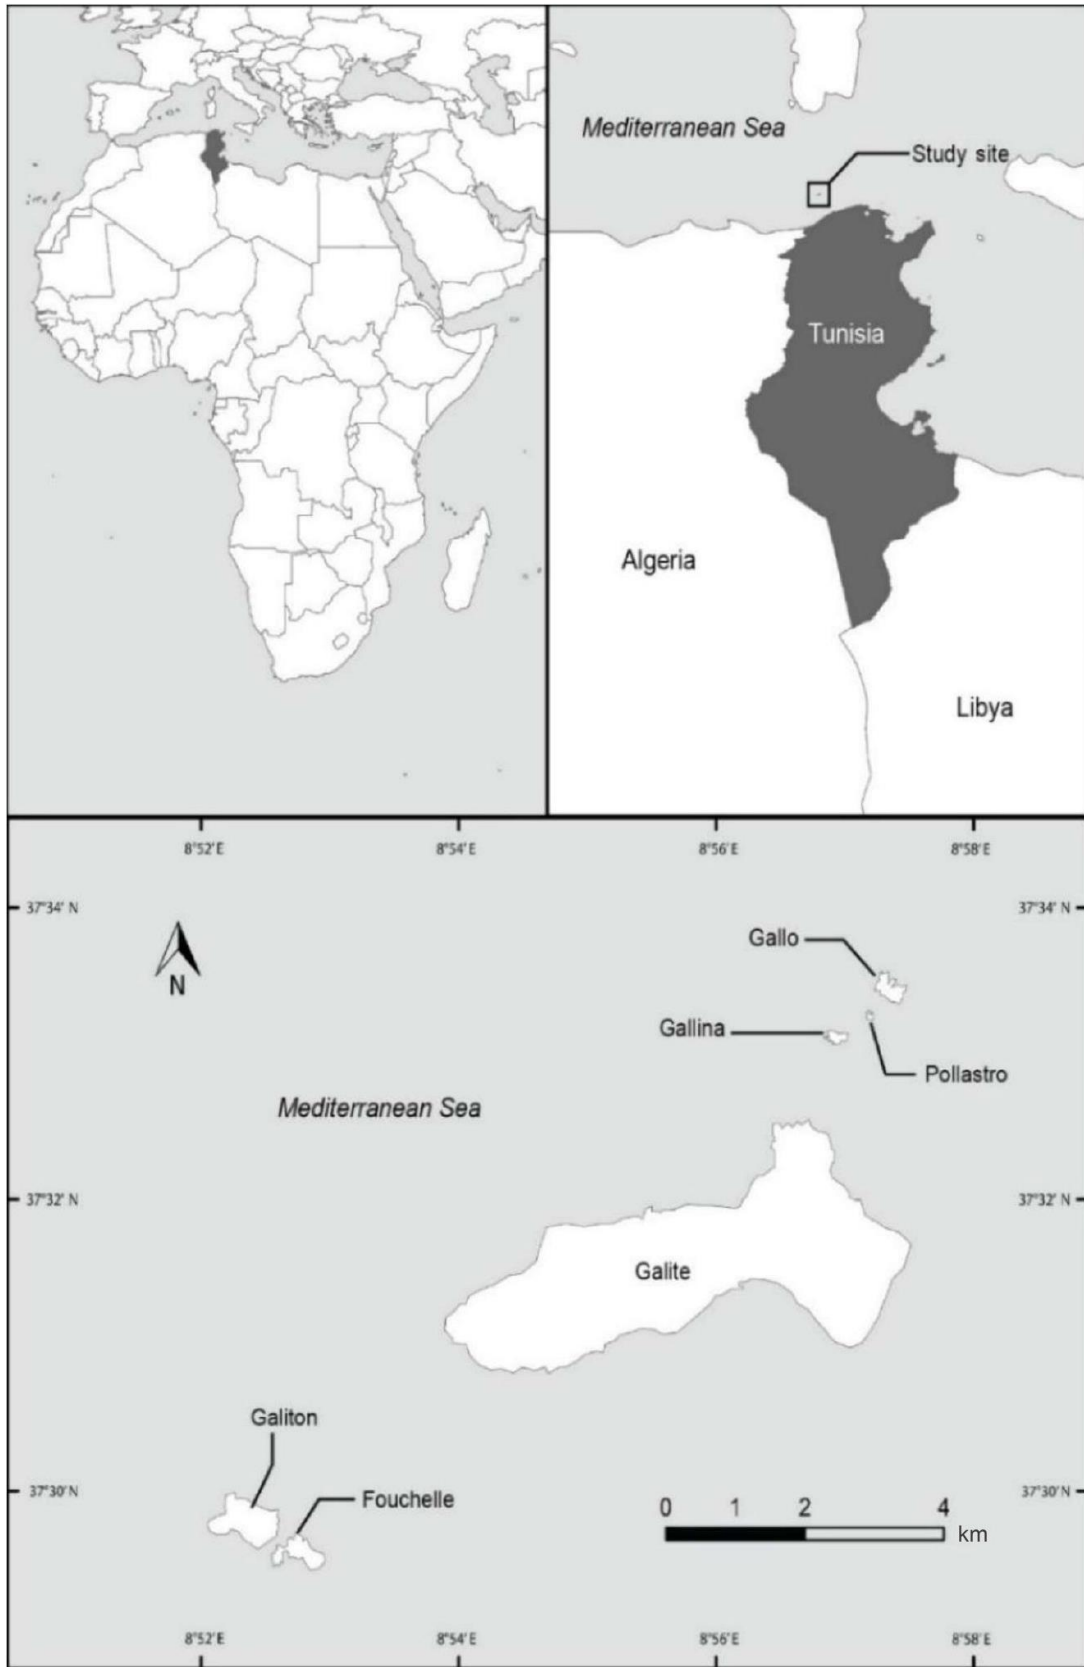 Mediterranean Sea
Study site
Tunisia
Algeria
Libya
8°52'E
8°54'E
8°56'E
8°58'E
37°34' N
37°34' N
Gallo
N
Gallina
Pollastro
Mediterranean Sea
37°32' N
37°32' N
Galite
Galiton
37°30' N
37°30' N
Fouchelle
0 1 2 4
km
8°52'E
8°54'E
8°56'E
8°58'E